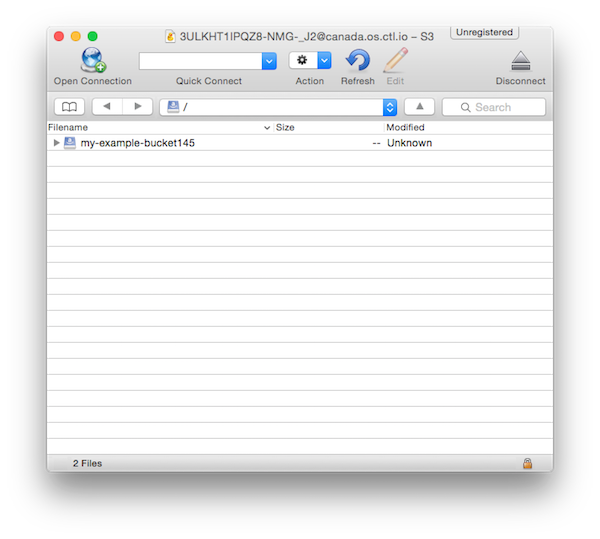 3ULKHT1IPQZ8-NMG-_J2@canada.os.ctl.io – S3
Unregistered
Open Connection
Quick Connect
Action
Refresh
Edit
Disconnect
/
Search
Filename Size Modified
my-example-bucket145 -- Unknown
2 Files